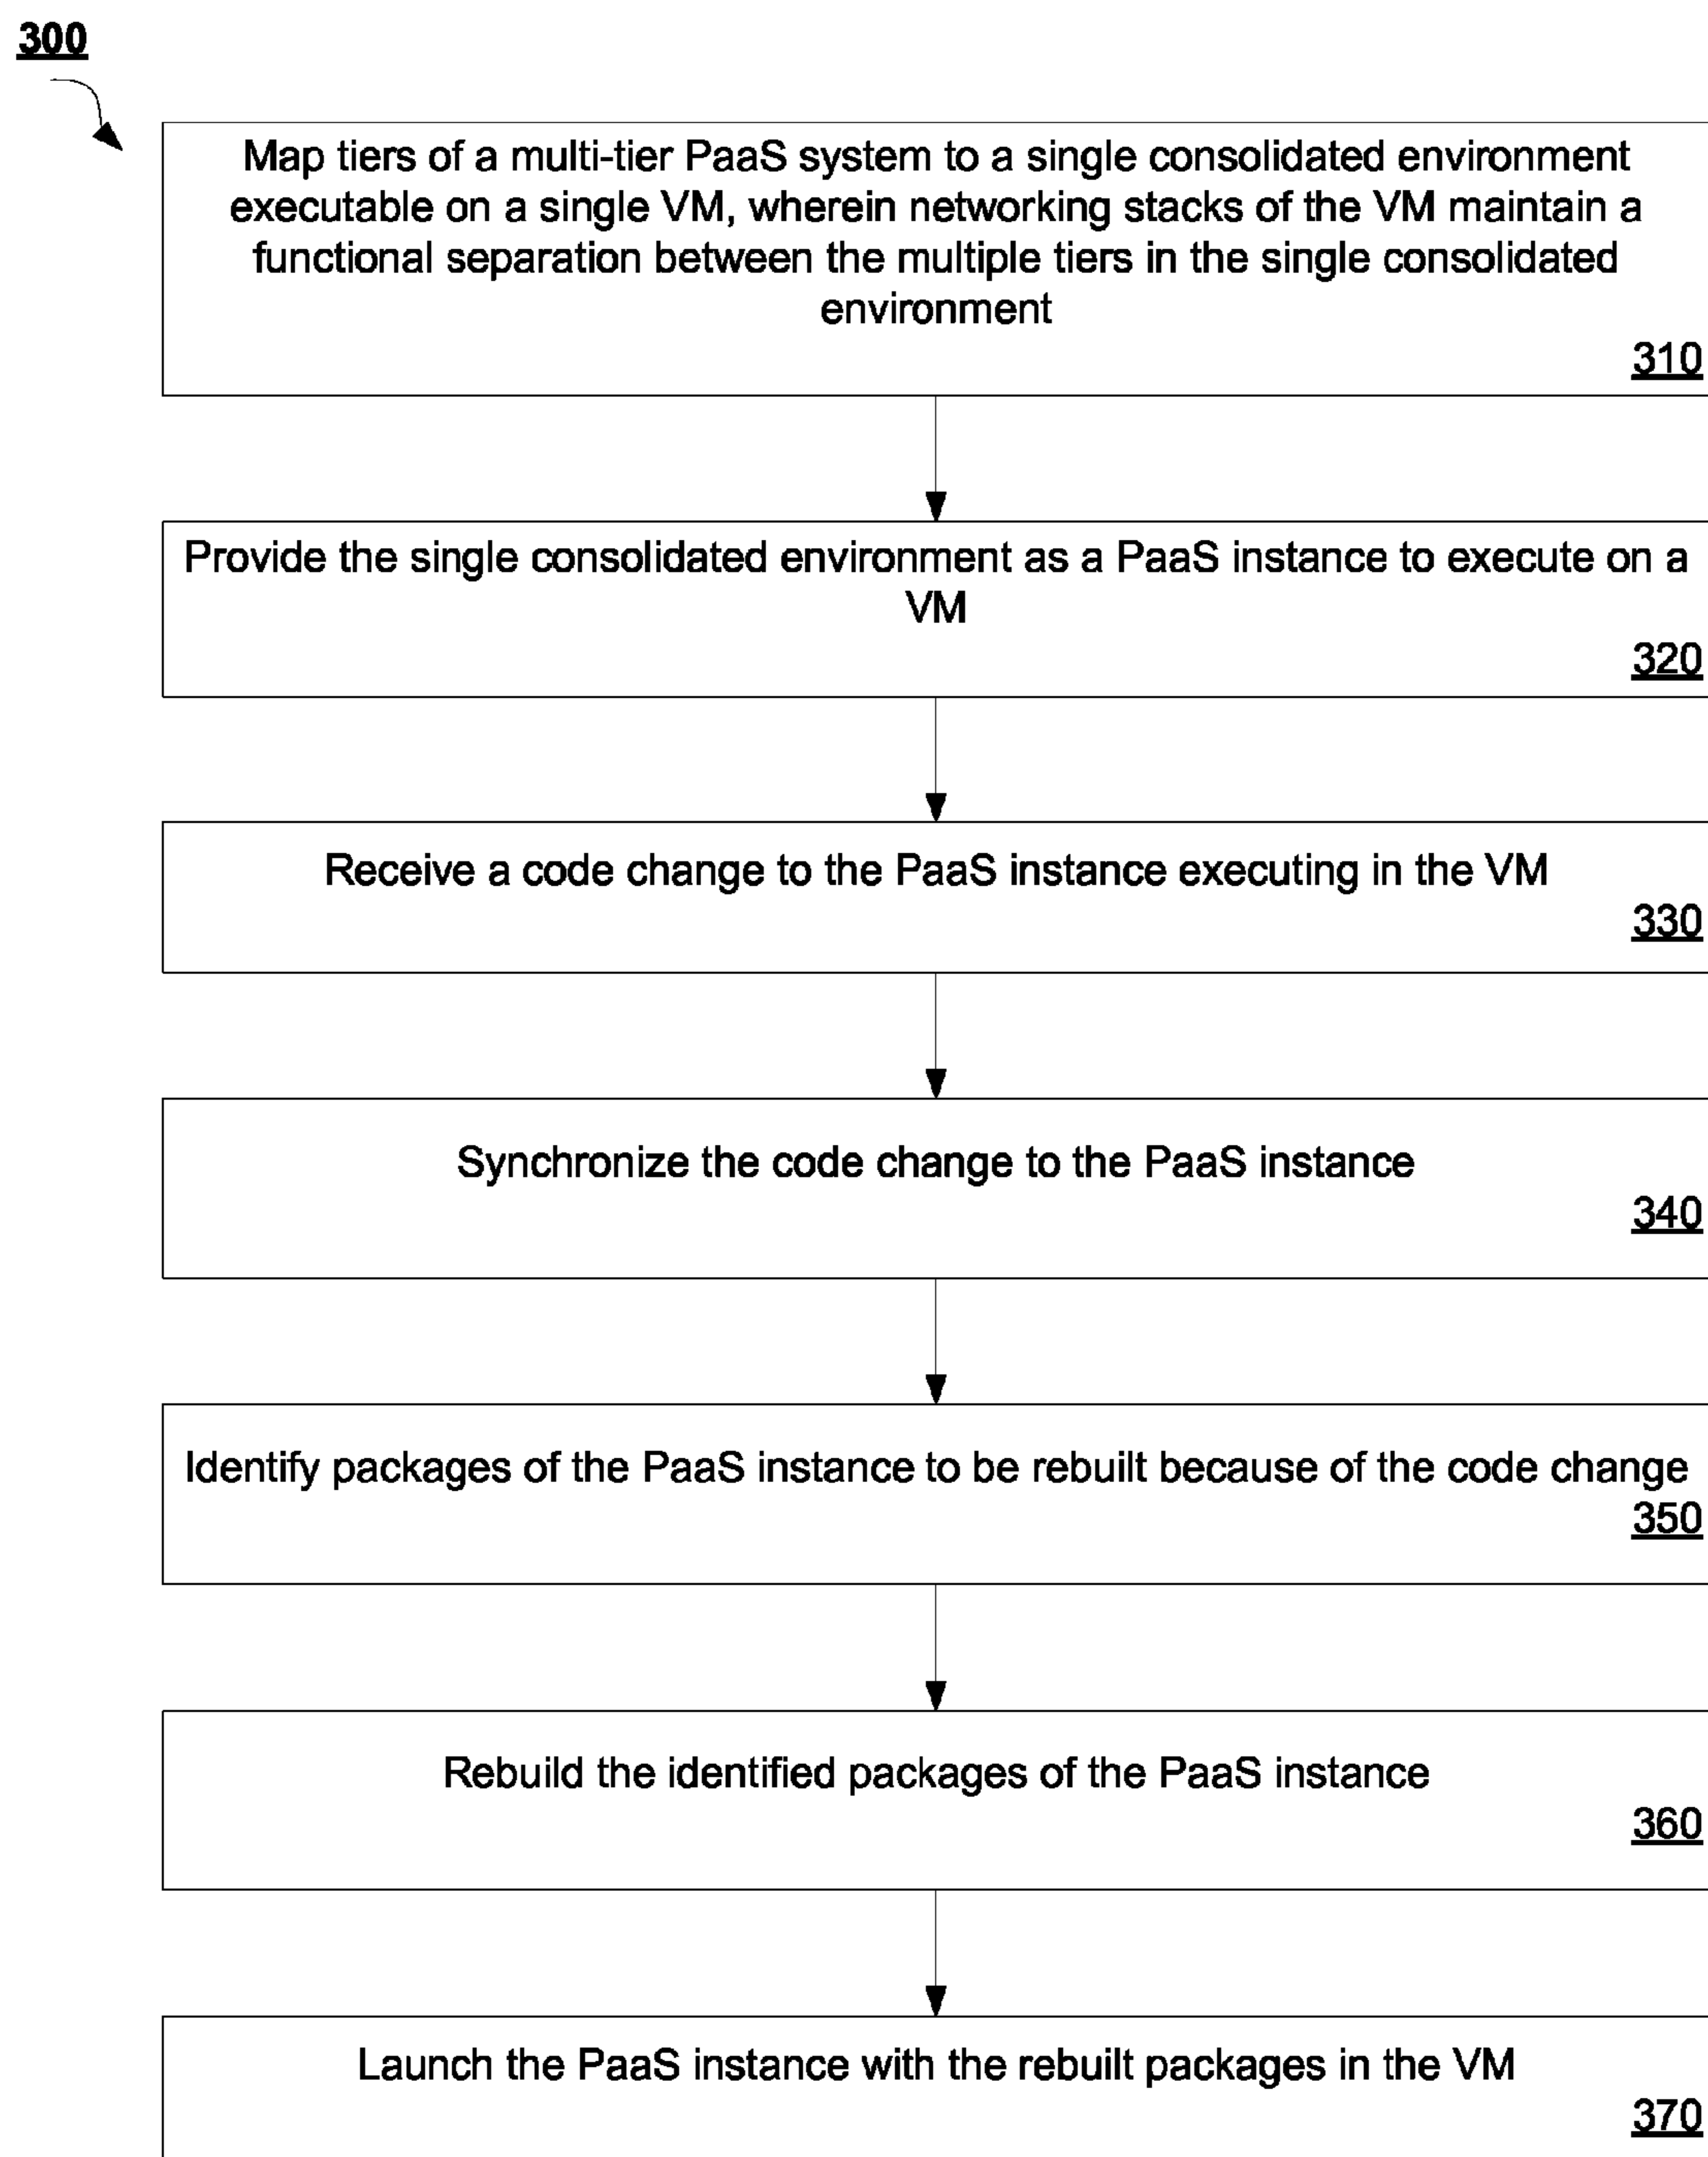 300
Map tiers of a multi-tier PaaS system to a single consolidated environment
executable on a single VM, wherein networking stacks of the VM maintain a
functional separation between the multiple tiers in the single consolidated
environment
310
Provide the single consolidated environment as a PaaS instance to execute on a
VM
320
Receive a code change to the PaaS instance executing in the VM
330
Synchronize the code change to the PaaS instance
340
Identify packages of the PaaS instance to be rebuilt because of the code change
350
Rebuild the identified packages of the PaaS instance
360
Launch the PaaS instance with the rebuilt packages in the VM
370